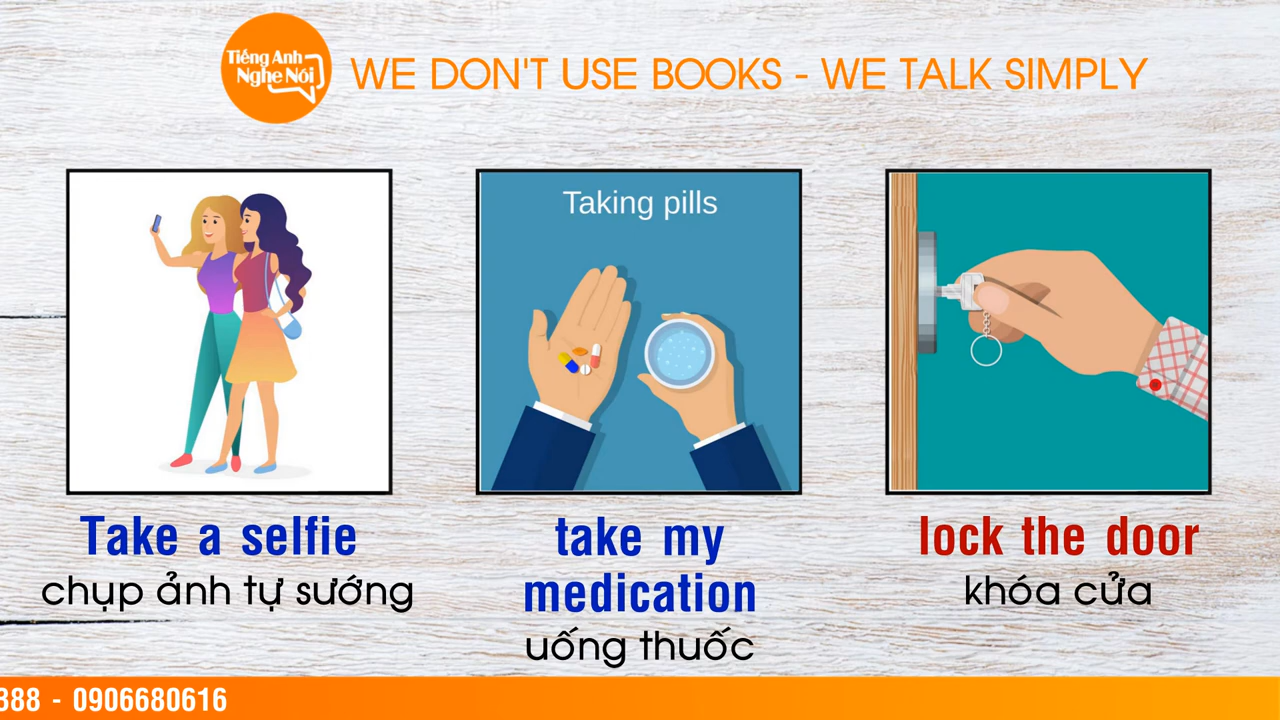 Tiếng Anh
Nghe Nói
WE DON'T USE BOOKS - WE TALK SIMPLY
Taking pills
Take a selfie
chụp ảnh tự sướng
take my
medication
uống thuốc
lock the door
khóa cửa
888 - 0906680616